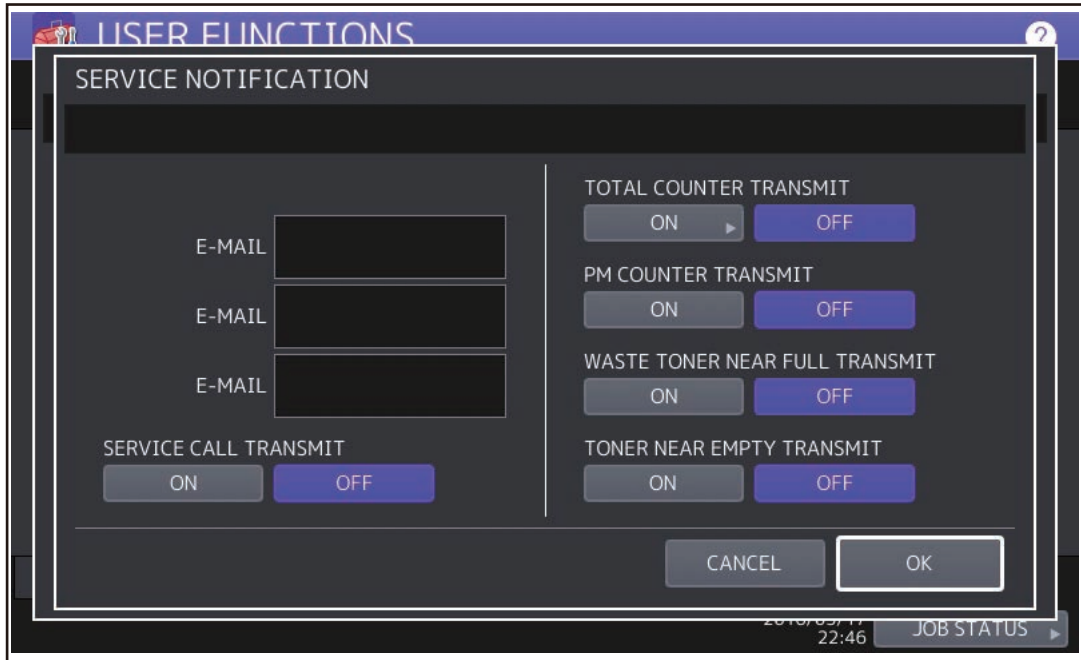 USER FUNCTIONS
?
SERVICE NOTIFICATION
E-MAIL
E-MAIL
E-MAIL
SERVICE CALL TRANSMIT
ON OFF
TOTAL COUNTER TRANSMIT
ON OFF
PM COUNTER TRANSMIT
ON OFF
WASTE TONER NEAR FULL TRANSMIT
ON OFF
TONER NEAR EMPTY TRANSMIT
ON OFF
CANCEL OK
22:46
JOB STATUS